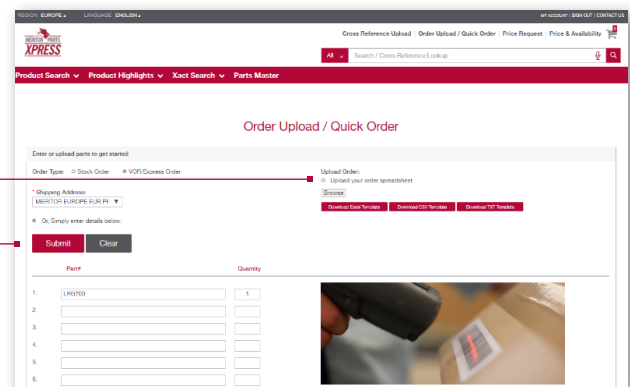 REGION EUROPE LANGUAGE ENGLISH MY ACCOUNT | SIGN OUT | CONTACT US
Cross Reference Upload | Order Upload / Quick Order | Price Request | Price & Availability
MERITOR PARTS
XPRESS
All Search / Cross Reference Lookup
Product Search Product Highlights Xact Search Parts Master
Order Upload / Quick Order
Enter or upload parts to get started
Order Type: Stock Order VOR/Express Order
Upload Order:
Upload your order spreadsheet
* Shipping Address:
Browse
MERITOR EUROPE EUR PF
Download Excel Template Download CSV Template Download TXT Template
Or, Simply enter details below:
Submit Clear
Part# Quantity
1. LRG700 1
2.
3.
4.
5.
6.